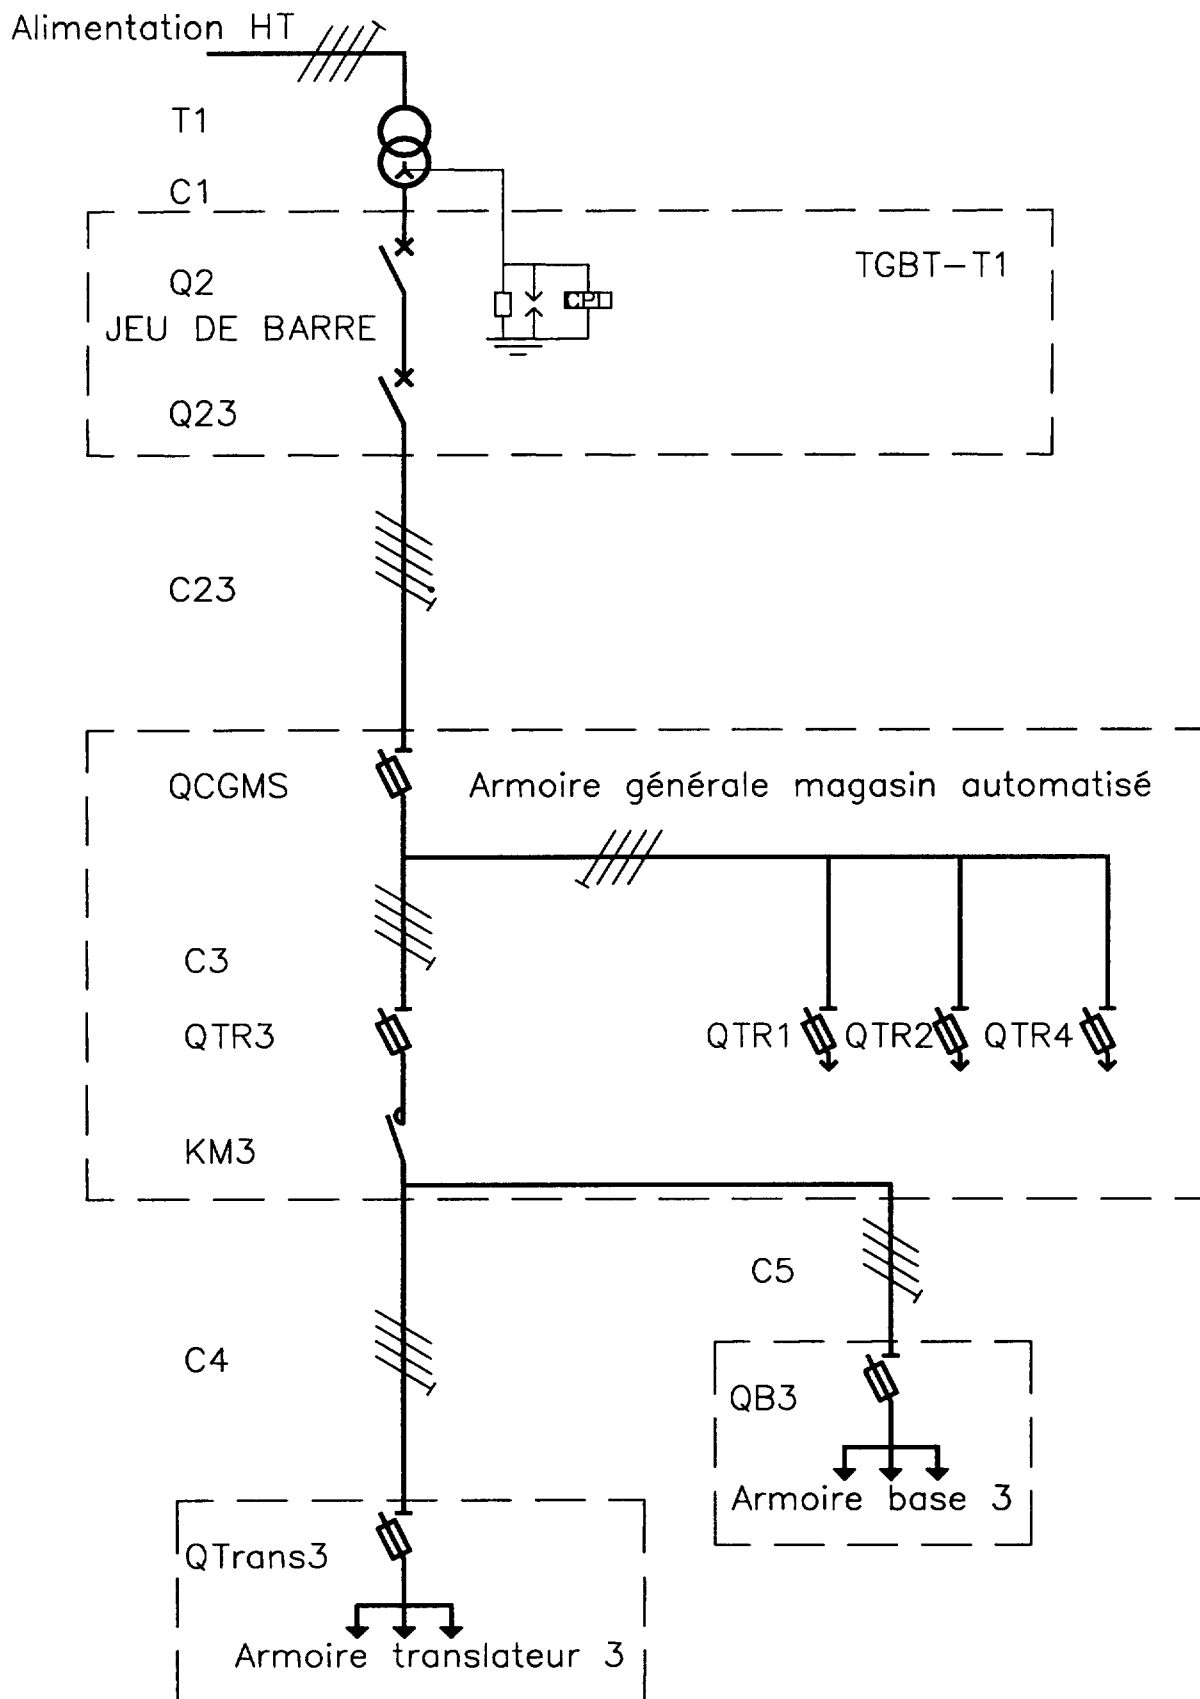 Alimentation HT
T1
C1
TGBT-T1
Q2
CPI
JEU DE BARRE
Q23
C23
QCGMS
Armoire générale magasin automatisé
C3
QTR3
QTR1
QTR2
QTR4
KM3
C5
C4
QB3
Armoire base 3
QTrans3
Armoire translateur 3